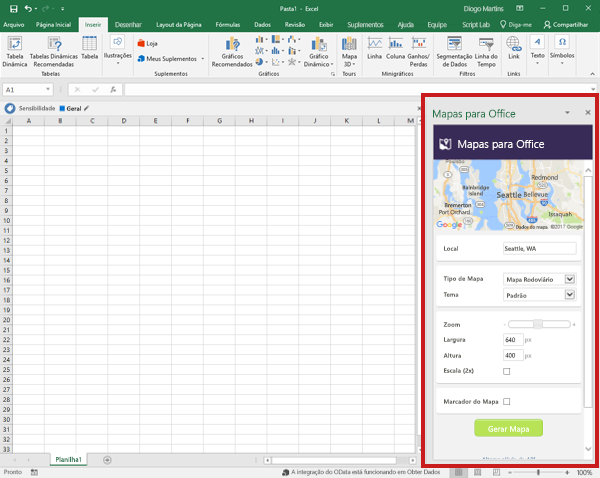 Pasta1 - Excel
Diogo Martins
Arquivo Página Inicial Inserir Desenhar Layout da Página Fórmulas Dados Revisão Exibir Suplementos Ajuda Equipe Script Lab Diga-me Compartilhar
Tabela Dinâmica
Tabelas Dinâmicas Recomendadas
Tabela
Tabelas
Ilustrações
Loja
Meus Suplementos
Suplementos
Gráficos Recomendados
Gráfico Dinâmico
Gráficos
Mapa 3D
Tours
Linha
Coluna
Ganhos/Perdas
Minigráficos
Segmentação de Dados
Linha do Tempo
Filtros
Link
Links
Texto
Símbolos
A1
fx
Sensibilidade Geral
A B C D E F G H I J K L M
1
2
3
4
5
6
7
8
9
10
11
12
13
14
15
16
17
18
19
20
21
22
23
24
25
26
27
28
29
30
31
32
33
Mapas para Office
Mapas para Office
Redmond
Bainbridge Island
Seattle Bellevue
Bremerton
Port Orchard
Issaquah
Google
Dados do mapa ©2017 Google
Local Seattle, WA
Tipo de Mapa Mapa Rodoviário
Tema Padrão
Zoom - +
Largura 640 px
Altura 400 px
Escala (2x)
Marcador do Mapa
Gerar Mapa
Planilha1
Pronto
A integração do OData está funcionando em Obter Dados
100%